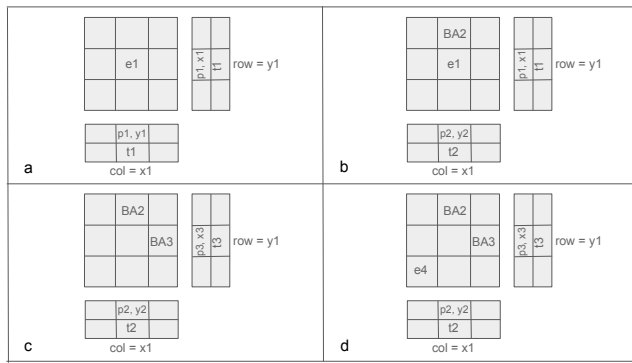 e1
p1, x1
t1
row = y1
p1, y1
t1
col = x1
a
BA2
e1
p1, x1
t1
row = y1
p2, y2
t2
col = x1
b
BA2
BA3
p3, x3
t3
row = y1
p2, y2
t2
col = x1
c
BA2
BA3
e4
p3, x3
t3
row = y1
p2, y2
t2
col = x1
d